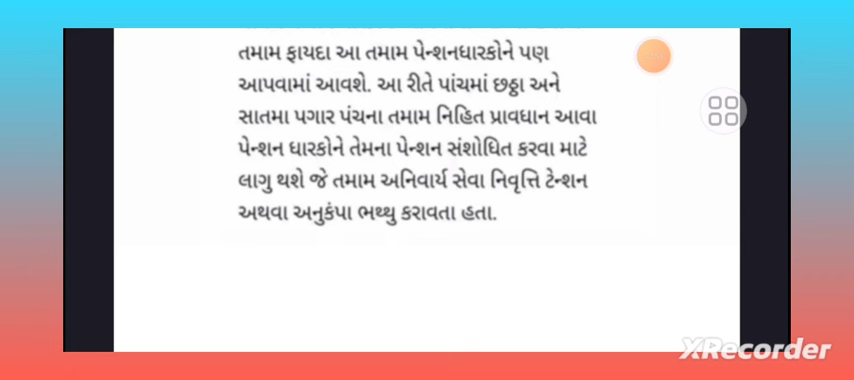 તમામ ફાયદા આ તમામ પેન્શનધારકોને પણ
આપવામાં આવશે. આ રીતે પાંચમાં છઠ્ઠા અને
સાતમા પગાર પંચના તમામ નિહિત પ્રાવધાન આવા
પેન્શન ધારકોને તેમના પેન્શન સંશોધિત કરવા માટે
લાગુ થશે જે તમામ અનિવાર્ય સેવા નિવૃત્તિ ટેન્શન
અથવા અનુકંપા ભથ્થુ કરાવતા હતા.
XRecorder